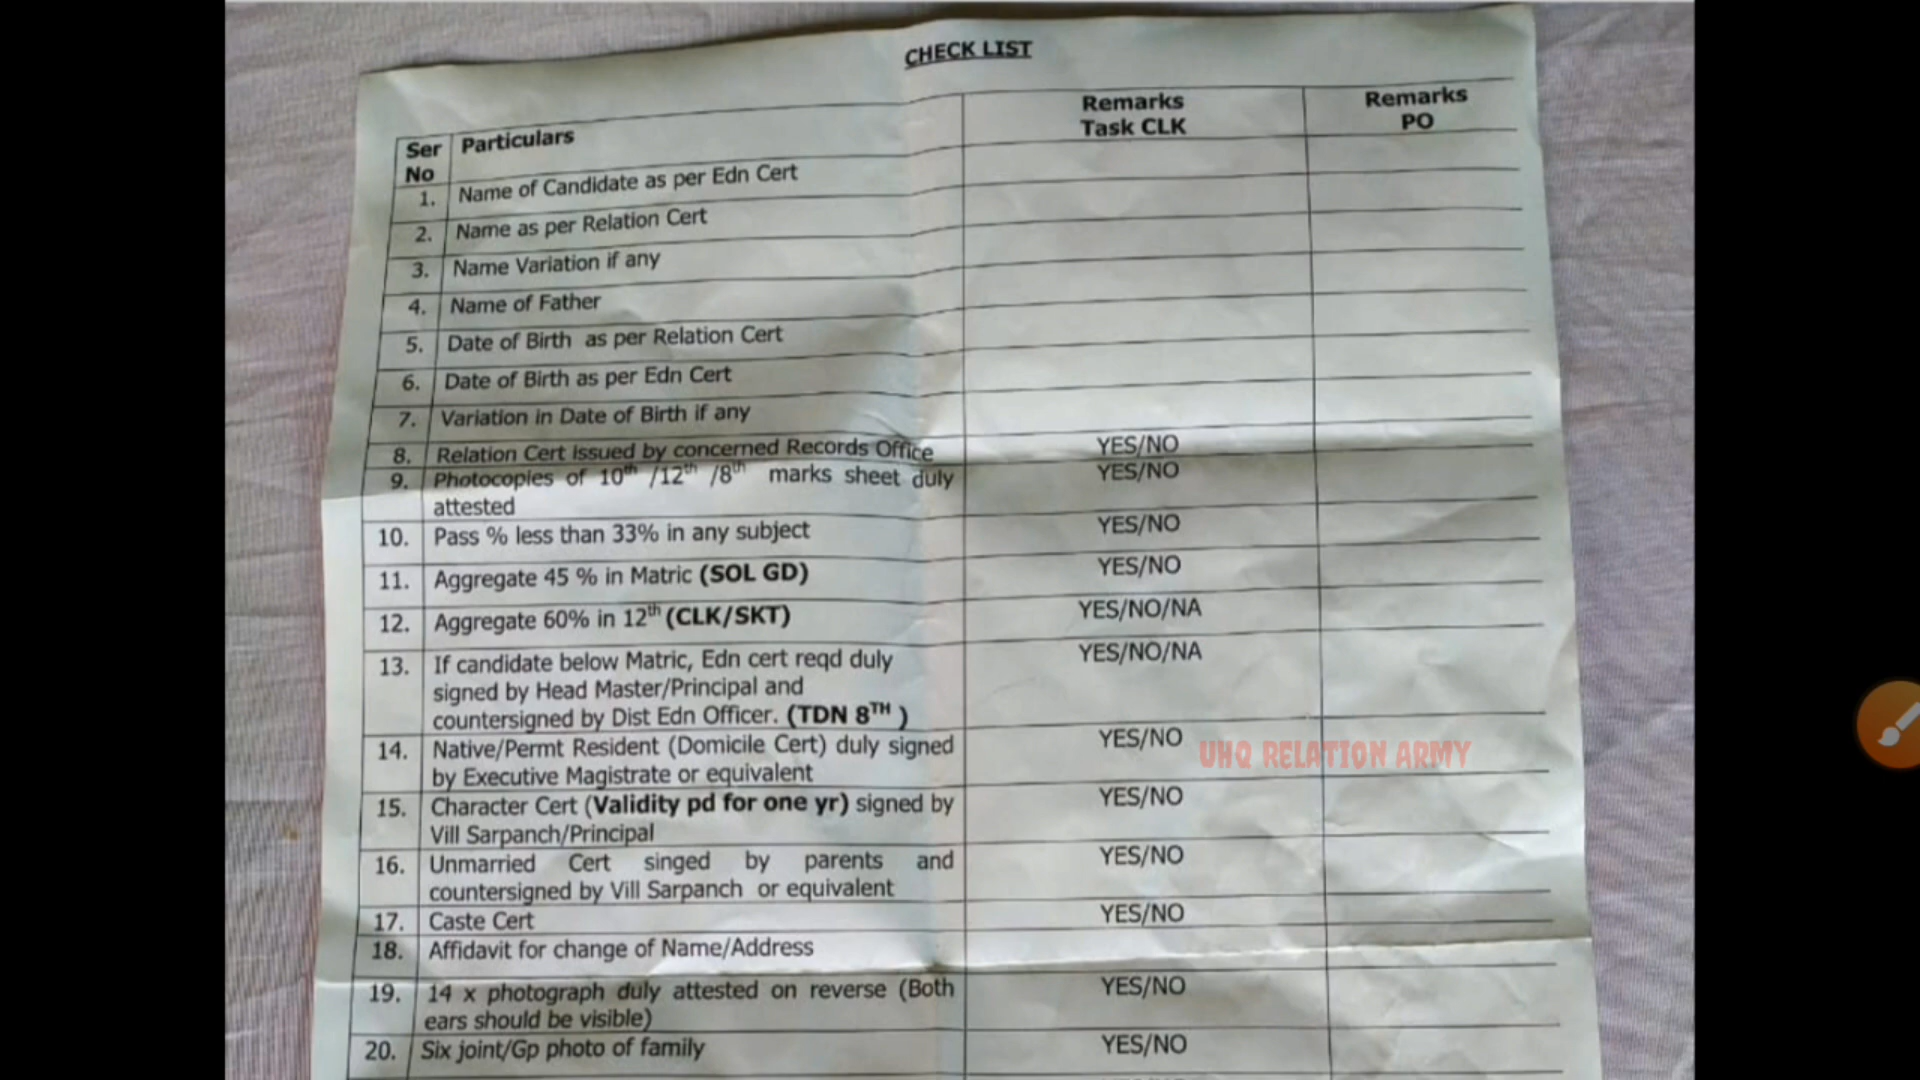 CHECK LIST
Ser No | Particulars | Remarks Task CLK | Remarks PO
1. Name of Candidate as per Edn Cert
2. Name as per Relation Cert
3. Name Variation if any
4. Name of Father
5. Date of Birth as per Relation Cert
6. Date of Birth as per Edn Cert
7. Variation in Date of Birth if any
8. Relation Cert issued by concerned Records Office YES/NO
9. Photocopies of 10th /12th /8th marks sheet duly YES/NO
attested
10. Pass % less than 33% in any subject YES/NO
11. Aggregate 45 % in Matric (SOL GD) YES/NO
12. Aggregate 60% in 12th (CLK/SKT) YES/NO/NA
13. If candidate below Matric, Edn cert reqd duly YES/NO/NA
signed by Head Master/Principal and
countersigned by Dist Edn Officer. (TDN 8TH )
14. Native/Permt Resident (Domicile Cert) duly signed YES/NO
by Executive Magistrate or equivalent
UHQ RELATION ARMY
15. Character Cert (Validity pd for one yr) signed by YES/NO
Vill Sarpanch/Principal
16. Unmarried Cert singed by parents and YES/NO
countersigned by Vill Sarpanch or equivalent
17. Caste Cert YES/NO
18. Affidavit for change of Name/Address
19. 14 x photograph duly attested on reverse (Both YES/NO
ears should be visible)
20. Six joint/Gp photo of family YES/NO